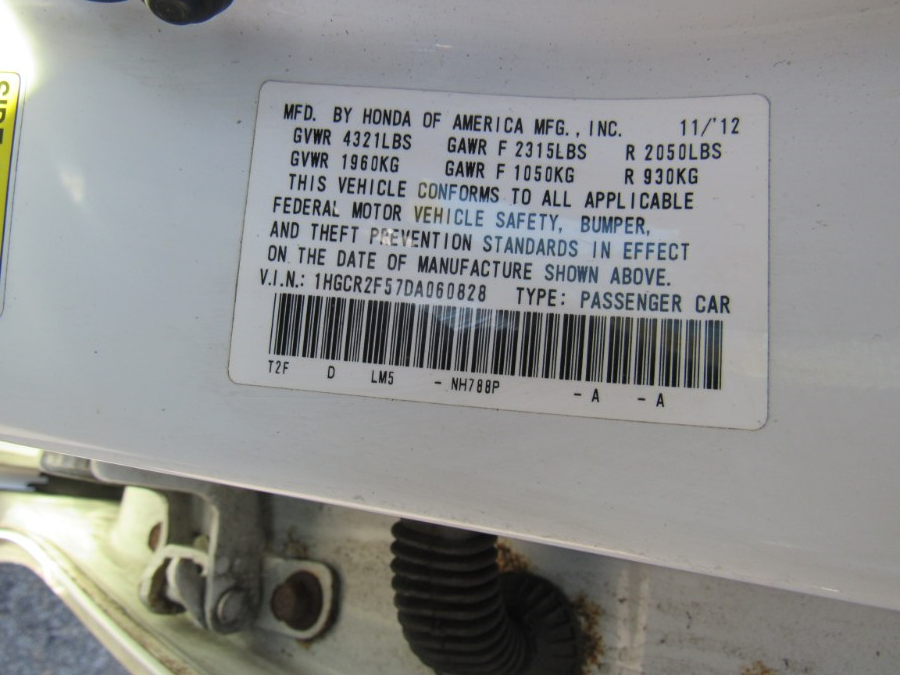 MFD. BY HONDA OF AMERICA MFG., INC. 11/'12
GVWR 4321LBS GAWR F 2315LBS R 2050LBS
GVWR 1960KG GAWR F 1050KG R 930KG
THIS VEHICLE CONFORMS TO ALL APPLICABLE
FEDERAL MOTOR VEHICLE SAFETY, BUMPER,
AND THEFT PREVENTION STANDARDS IN EFFECT
ON THE DATE OF MANUFACTURE SHOWN ABOVE.
V.I.N.: 1HGCR2F57DA060828 TYPE: PASSENGER CAR
T2F D LM5 - NH788P - A - A